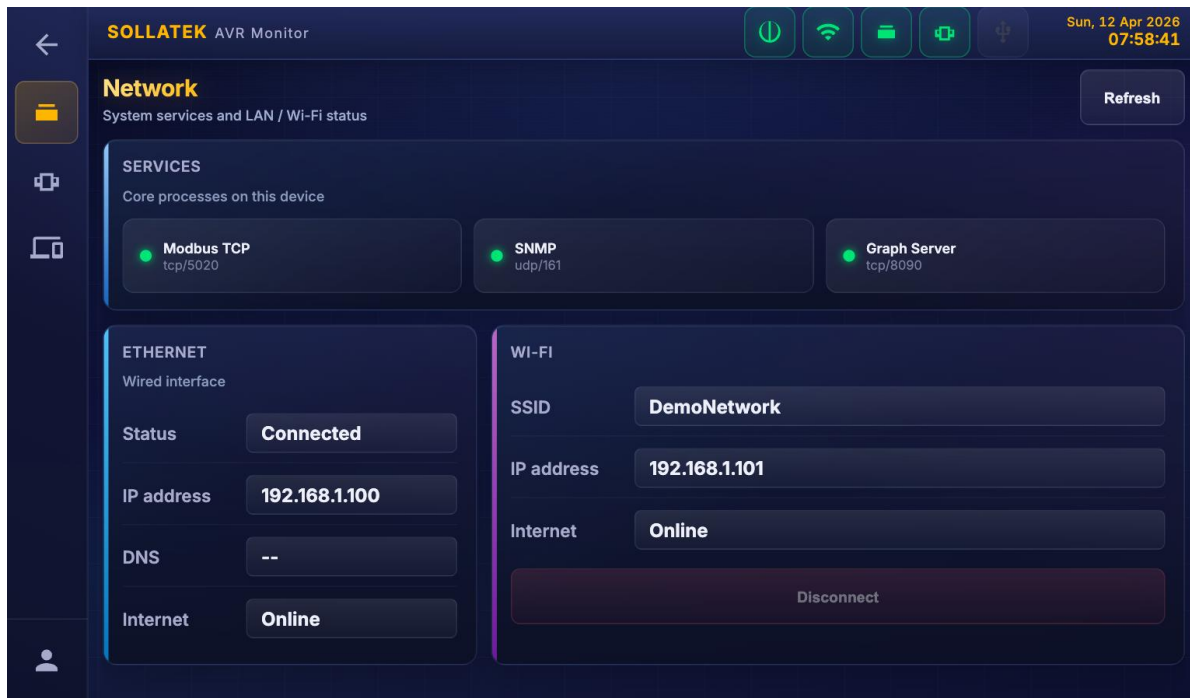 SOLLATEK AVR Monitor
Sun, 12 Apr 2026
07:58:41
Network
System services and LAN / Wi-Fi status
Refresh
SERVICES
Core processes on this device
Modbus TCP
tcp/5020
SNMP
udp/161
Graph Server
tcp/8090
ETHERNET
Wired interface
Status
Connected
IP address
192.168.1.100
DNS
--
Internet
Online
WI-FI
SSID
DemoNetwork
IP address
192.168.1.101
Internet
Online
Disconnect